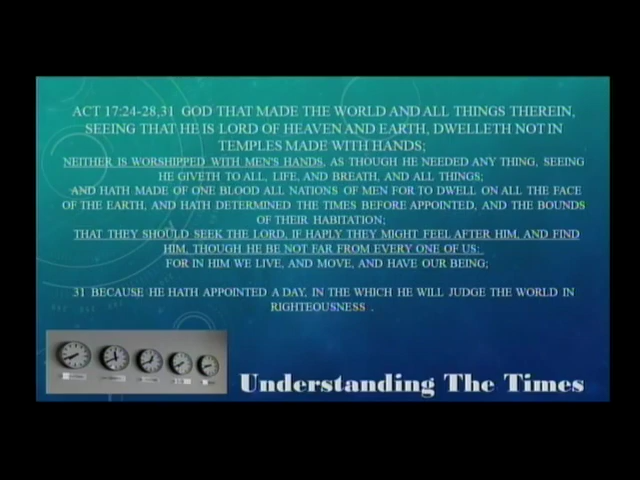 ACT 17:24-28,31 GOD THAT MADE THE WORLD AND ALL THINGS THEREIN,
SEEING THAT HE IS LORD OF HEAVEN AND EARTH, DWELLETH NOT IN
TEMPLES MADE WITH HANDS;
NEITHER IS WORSHIPPED WITH MEN'S HANDS, AS THOUGH HE NEEDED ANY THING, SEEING
HE GIVETH TO ALL, LIFE, AND BREATH, AND ALL THINGS;
AND HATH MADE OF ONE BLOOD ALL NATIONS OF MEN FOR TO DWELL ON ALL THE FACE
OF THE EARTH, AND HATH DETERMINED THE TIMES BEFORE APPOINTED, AND THE BOUNDS
OF THEIR HABITATION;
THAT THEY SHOULD SEEK THE LORD, IF HAPLY THEY MIGHT FEEL AFTER HIM, AND FIND
HIM, THOUGH HE BE NOT FAR FROM EVERY ONE OF US:
FOR IN HIM WE LIVE, AND MOVE, AND HAVE OUR BEING;
31 BECAUSE HE HATH APPOINTED A DAY, IN THE WHICH HE WILL JUDGE THE WORLD IN
RIGHTEOUSNESS .
Understanding The Times